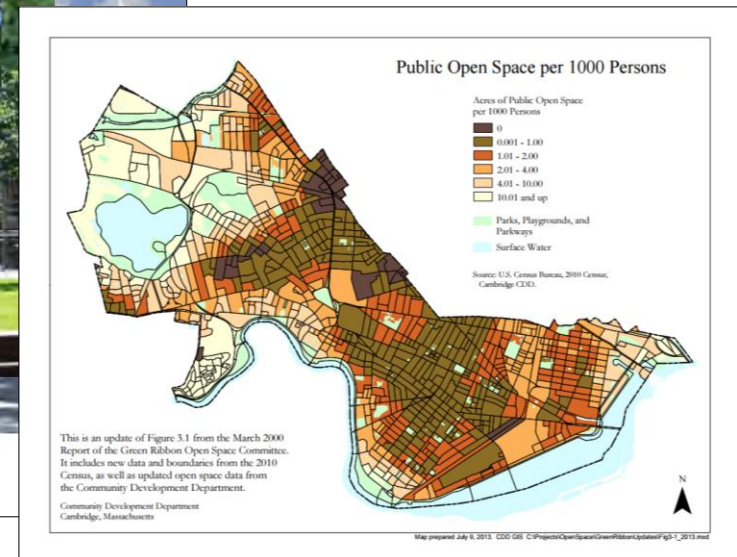 Public Open Space per 1000 Persons
Acres of Public Open Space
per 1000 Persons
0
0.001 - 1.00
1.01 - 2.00
2.01 - 4.00
4.01 - 10.00
10.01 and up
Parks, Playgrounds, and
Parkways
Surface Water
Source: U.S. Census Bureau, 2010 Census,
Cambridge CDD.
This is an update of Figure 3.1 from the March 2000
Report of the Green Ribbon Open Space Committee.
It includes new data and boundaries from the 2010
Census, as well as updated open space data from
the Community Development Department.
Community Development Department
Cambridge, Massachusetts
N
Map prepared July 9, 2013. CDD GIS C:\Projects\OpenSpace\GreenRibbonUpdates\Fig3-1_2013.mxd